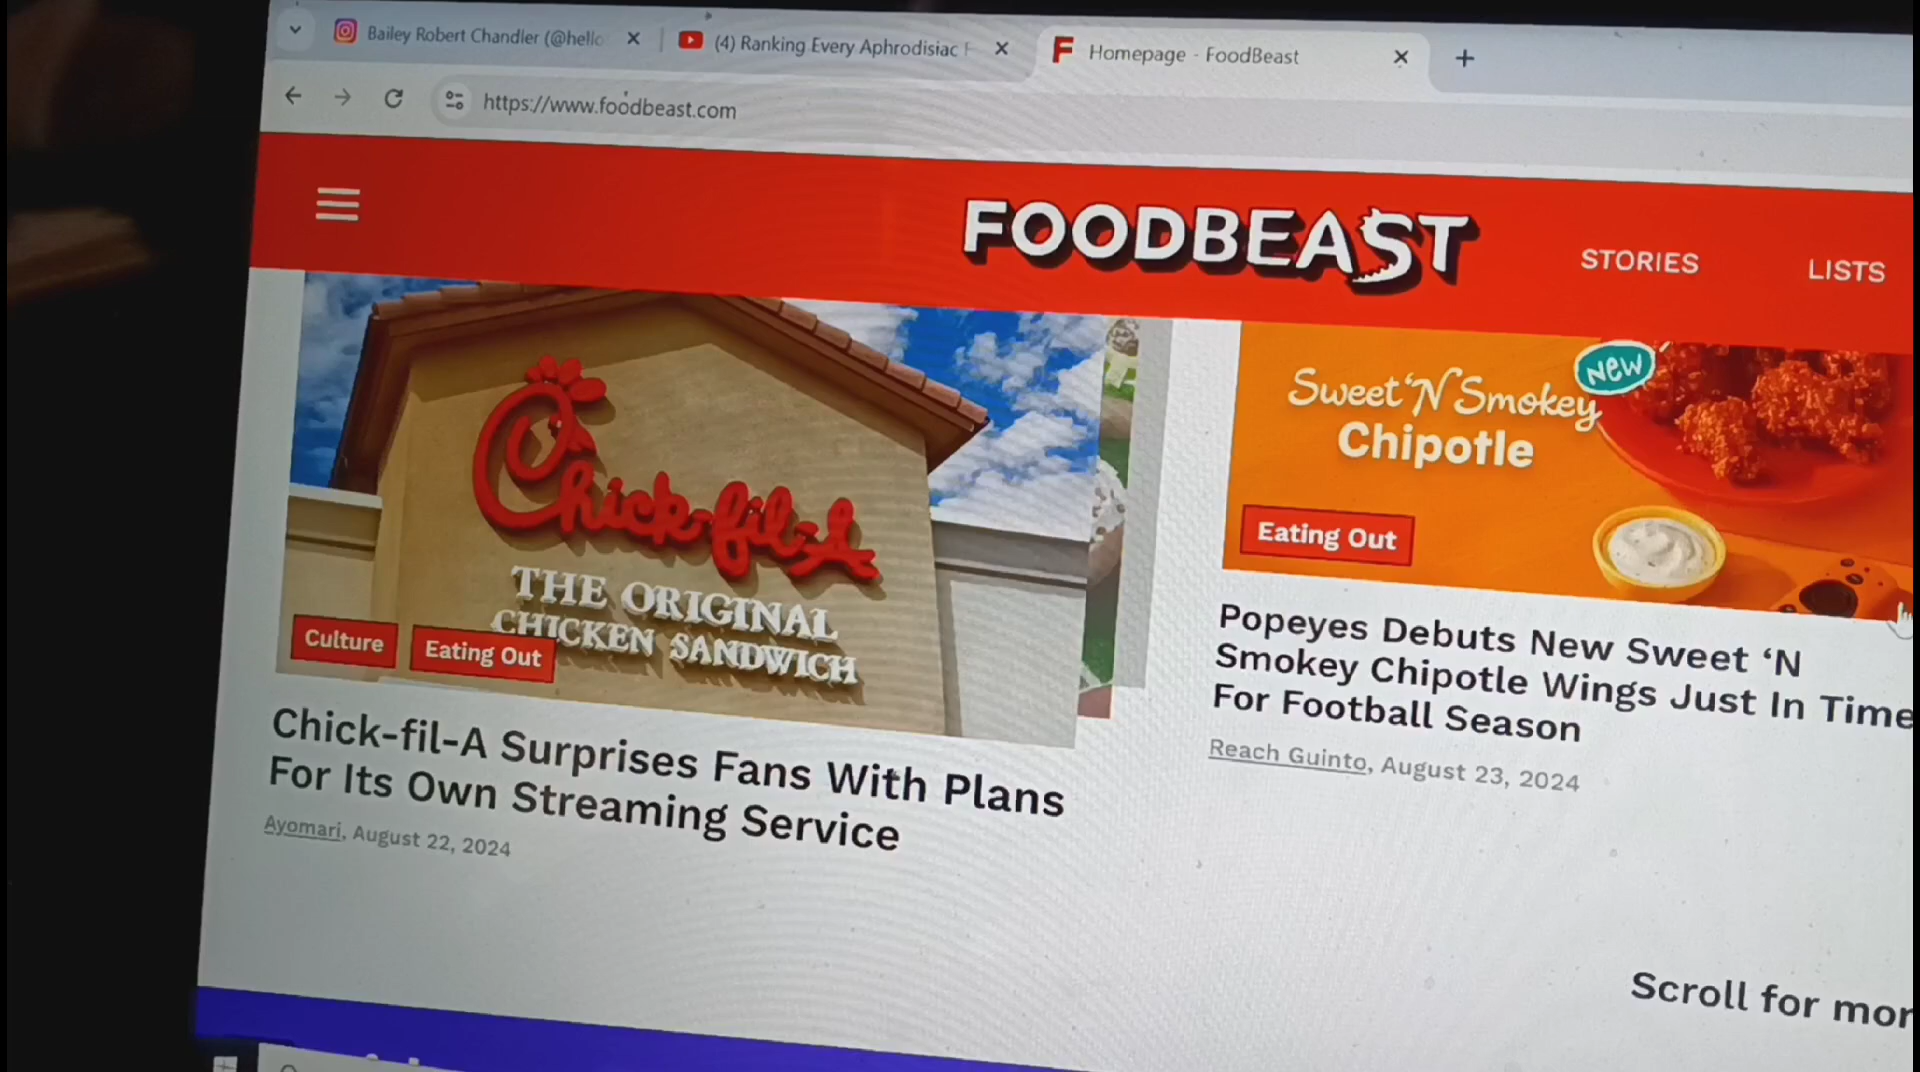 Bailey Robert Chandler (@hello
(4) Ranking Every Aphrodisiac F
Homepage - FoodBeast
https://www.foodbeast.com
FOODBEAST
STORIES
LISTS
Chick-fil-A
THE ORIGINAL
CHICKEN SANDWICH
Culture
Eating Out
Chick-fil-A Surprises Fans With Plans
For Its Own Streaming Service
Ayomari, August 22, 2024
Sweet 'N Smokey
Chipotle
New
Eating Out
Popeyes Debuts New Sweet ‘N
Smokey Chipotle Wings Just In Time
For Football Season
Reach Guinto, August 23, 2024
Scroll for mor